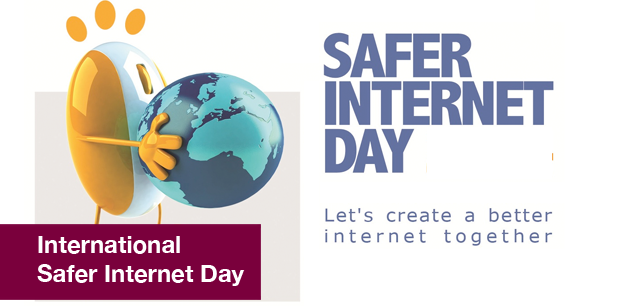 SAFER
INTERNET
DAY
Let's create a better
internet together
International
Safer Internet Day